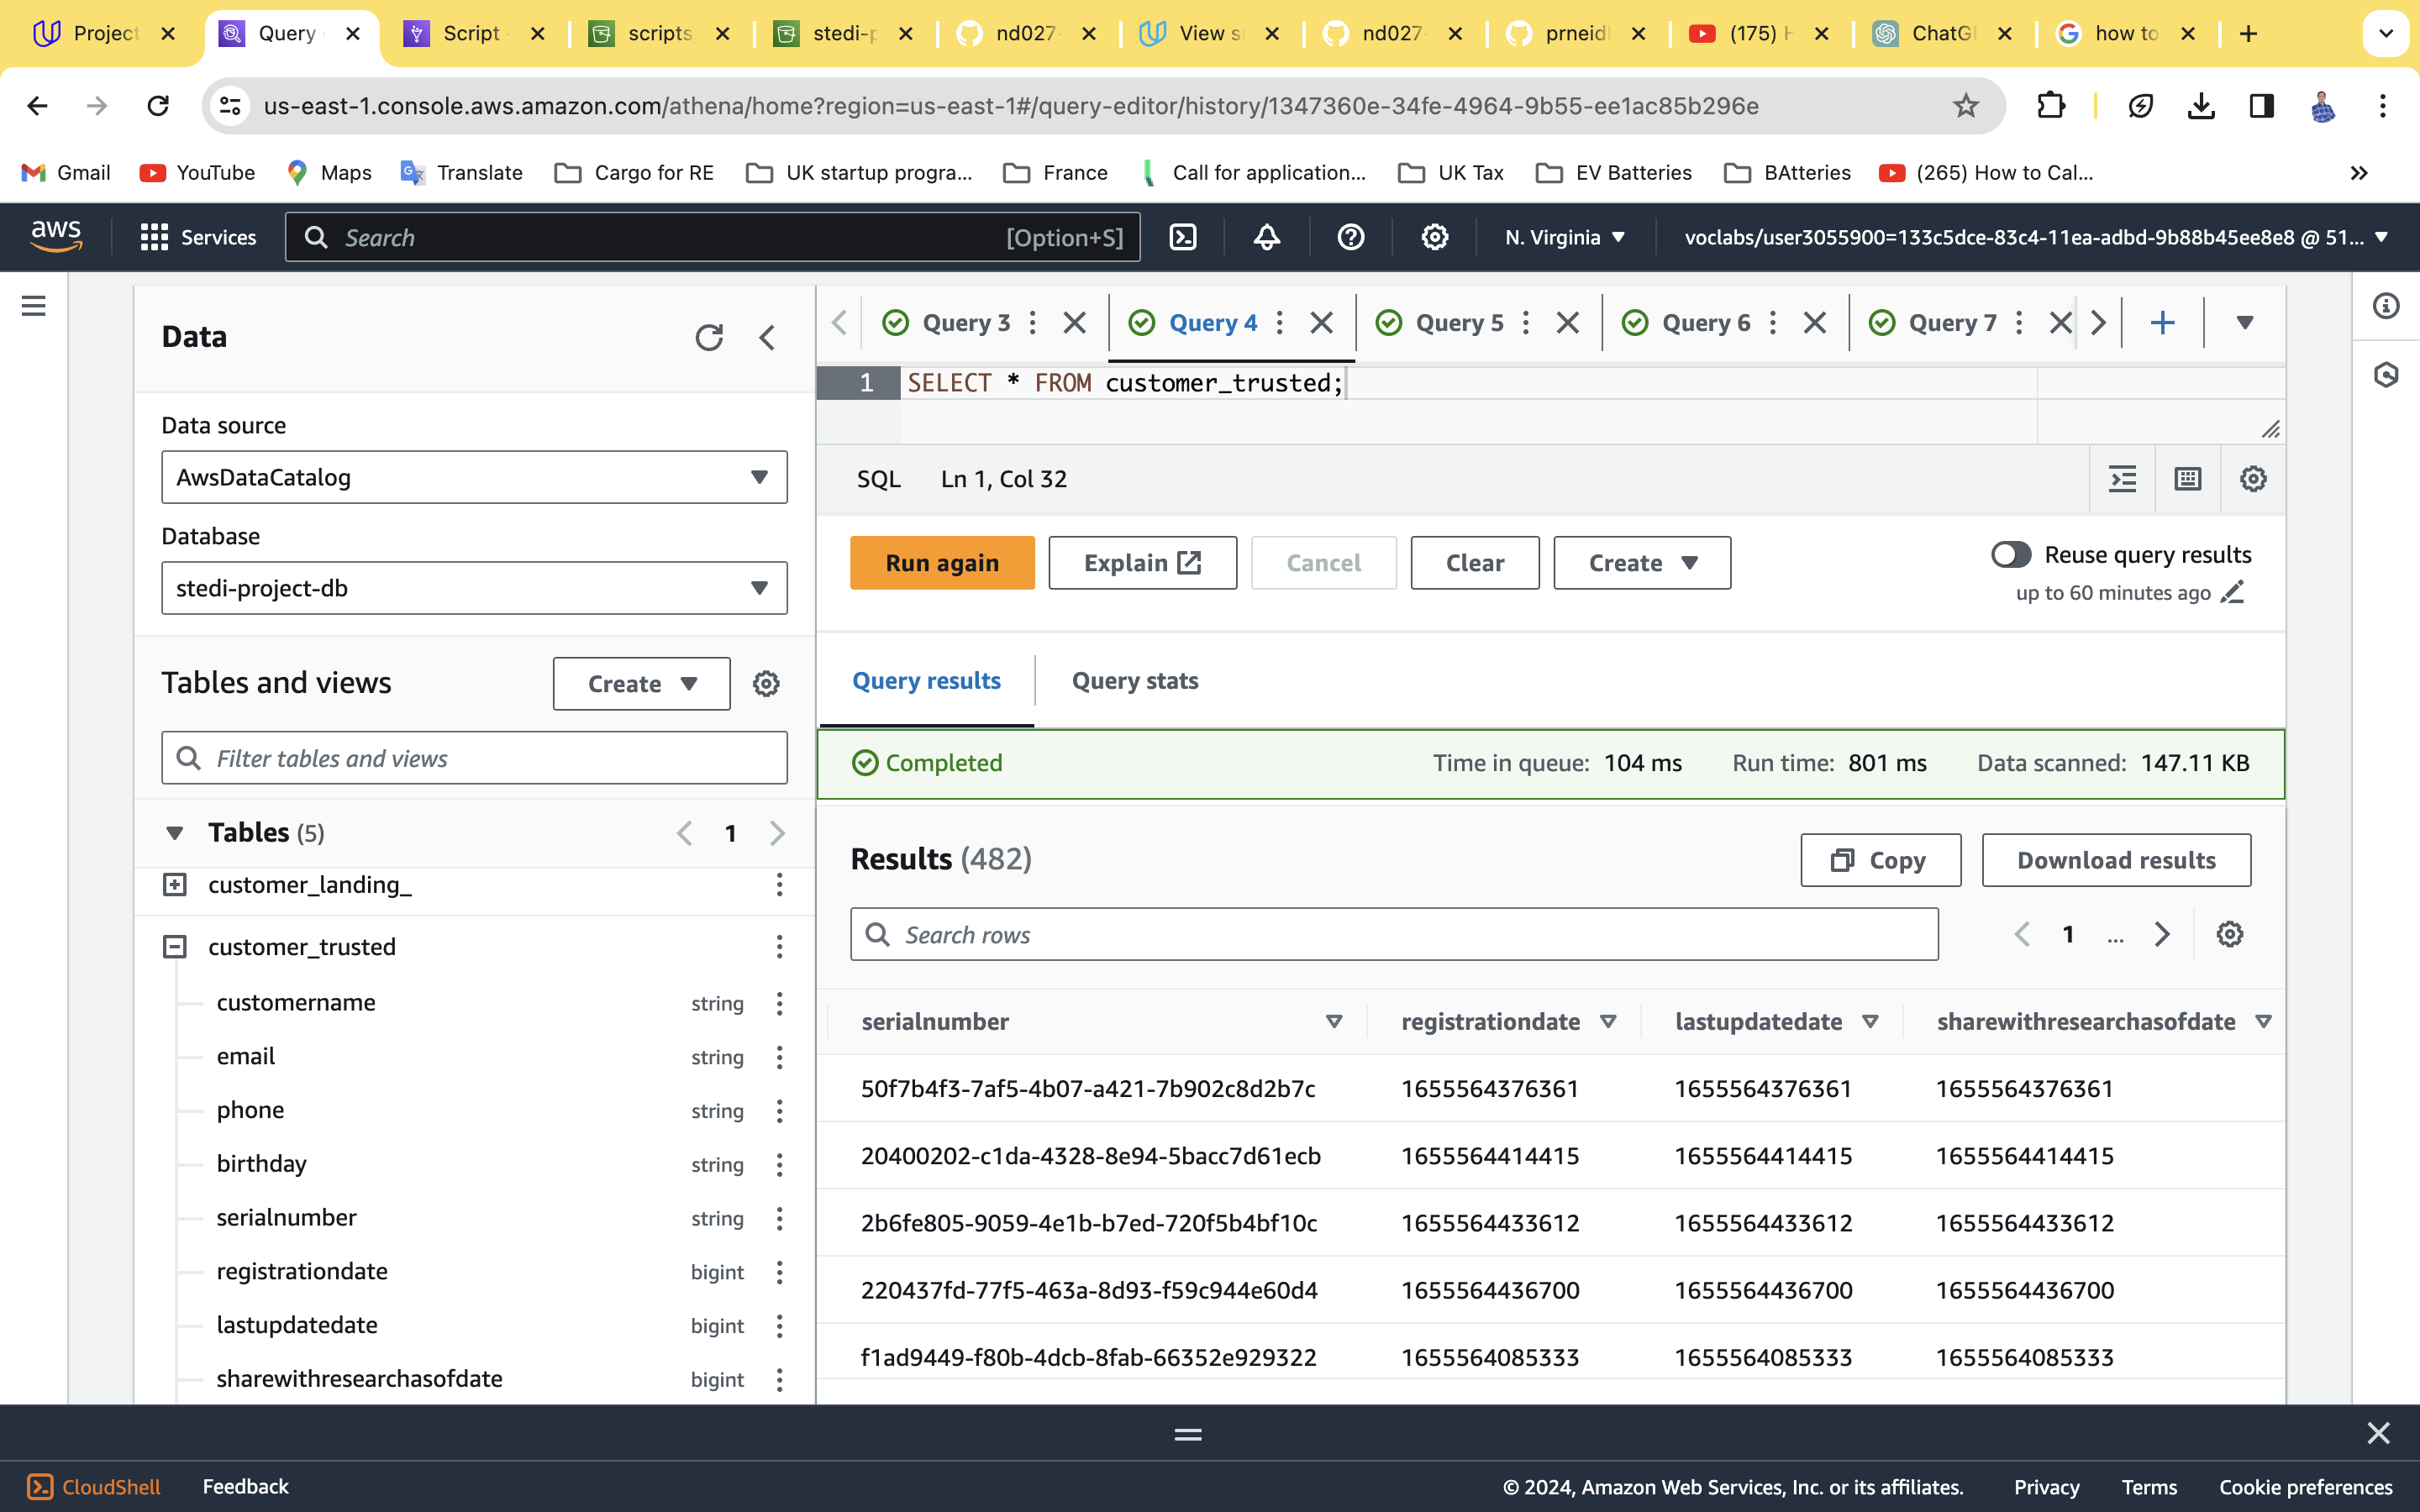 Project
Query
Script
scripts
stedi-p
nd027-
View s
nd027-
prneidl
(175) H
ChatG
how to
us-east-1.console.aws.amazon.com/athena/home?region=us-east-1#/query-editor/history/1347360e-34fe-4964-9b55-ee1ac85b296e
Gmail
YouTube
Maps
Translate
Cargo for RE
UK startup progra...
France
Call for application...
UK Tax
EV Batteries
BAtteries
(265) How to Cal...
aws
Services
Search
[Option+S]
N. Virginia
voclabs/user3055900=133c5dce-83c4-11ea-adbd-9b88b45ee8e8 @ 51...
Data
Data source
AwsDataCatalog
Database
stedi-project-db
Tables and views
Create
Filter tables and views
Tables (5)
1
customer_landing_
customer_trusted
customername string
email string
phone string
birthday string
serialnumber string
registrationdate bigint
lastupdatedate bigint
sharewithresearchasofdate bigint
Query 3
Query 4
Query 5
Query 6
Query 7
1 SELECT * FROM customer_trusted;
SQL Ln 1, Col 32
Run again
Explain
Cancel
Clear
Create
Reuse query results
up to 60 minutes ago
Query results
Query stats
Completed
Time in queue: 104 ms
Run time: 801 ms
Data scanned: 147.11 KB
Results (482)
Copy
Download results
Search rows
1 ...
serialnumber registrationdate lastupdatedate sharewithresearchasofdate
50f7b4f3-7af5-4b07-a421-7b902c8d2b7c 1655564376361 1655564376361 1655564376361
20400202-c1da-4328-8e94-5bacc7d61ecb 1655564414415 1655564414415 1655564414415
2b6fe805-9059-4e1b-b7ed-720f5b4bf10c 1655564433612 1655564433612 1655564433612
220437fd-77f5-463a-8d93-f59c944e60d4 1655564436700 1655564436700 1655564436700
f1ad9449-f80b-4dcb-8fab-66352e929322 1655564085333 1655564085333 1655564085333
CloudShell
Feedback
© 2024, Amazon Web Services, Inc. or its affiliates.
Privacy
Terms
Cookie preferences